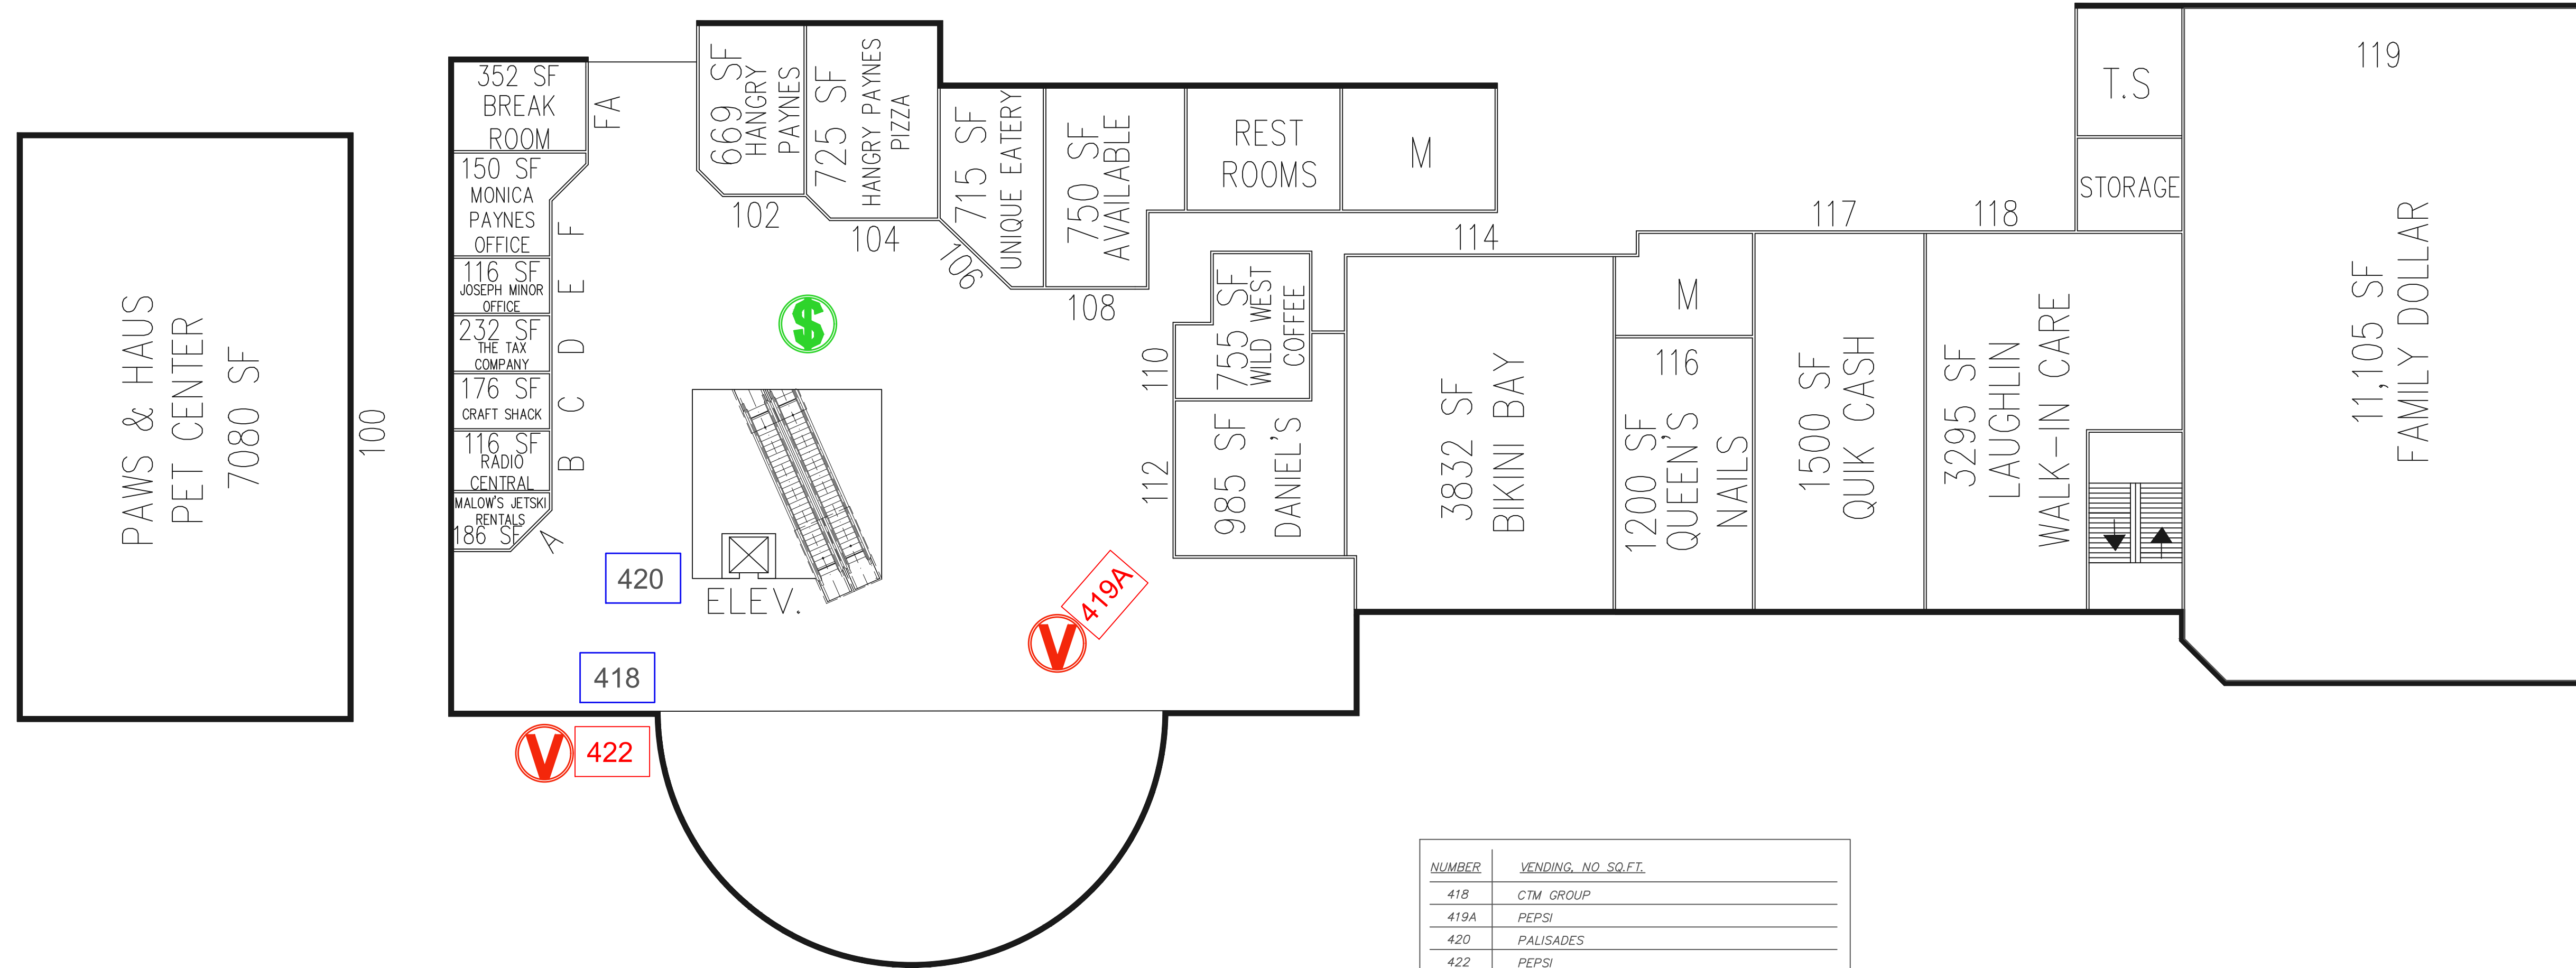 PAWS & HAUS
PET CENTER
7080 SF
100
352 SF
BREAK
ROOM
FA
150 SF
MONICA
PAYNES
OFFICE
F
116 SF
JOSEPH MINOR
OFFICE
E
232 SF
THE TAX
COMPANY
D
176 SF
CRAFT SHACK
C
116 SF
RADIO
CENTRAL
B
MALOW'S JETSKI
RENTALS
186 SF
A
669 SF
HANGRY
PAYNES
102
725 SF
HANGRY PAYNES
PIZZA
104
715 SF
UNIQUE EATERY
106
750 SF
AVAILABLE
108
REST
ROOMS
M
$
ELEV.
420
418
V
422
V
419A
755 SF
WILD WEST
COFFEE
110
985 SF
DANIEL'S
112
114
3832 SF
BIKINI BAY
M
116
1200 SF
QUEEN'S
NAILS
117
1500 SF
QUIK CASH
118
3295 SF
LAUGHLIN
WALK-IN CARE
T.S
STORAGE
119
11,105 SF
FAMILY DOLLAR
NUMBER VENDING, NO SQ.FT.
418 CTM GROUP
419A PEPSI
420 PALISADES
422 PEPSI